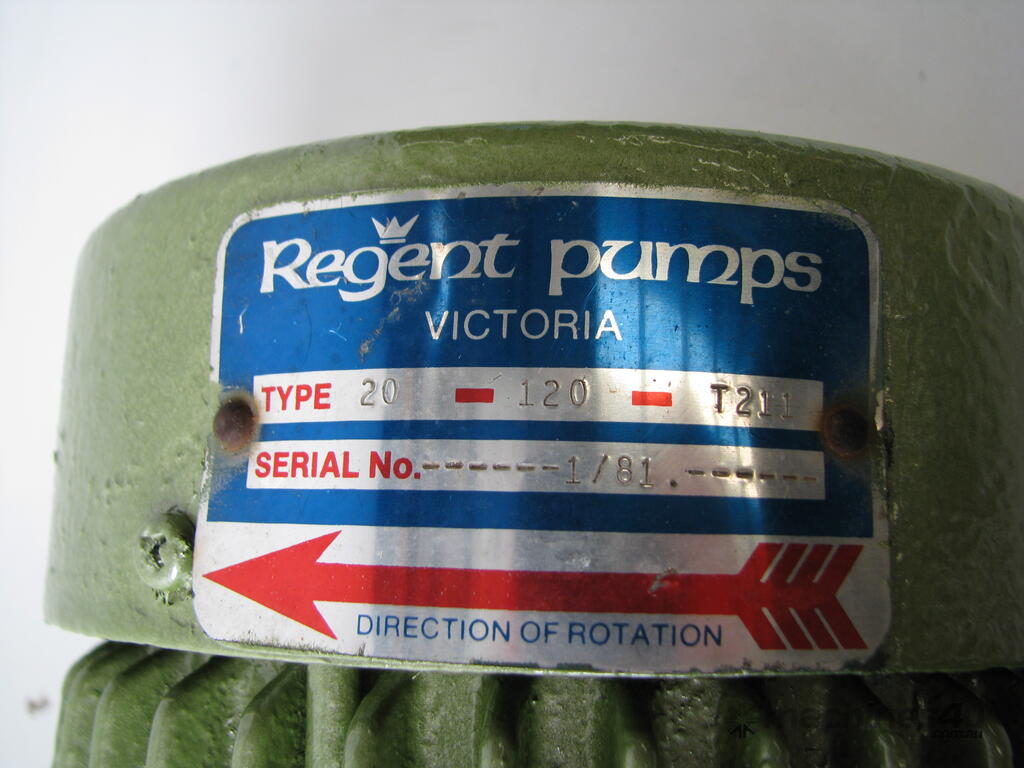 Regent pumps
VICTORIA
TYPE 20 - 120 - T211
SERIAL No.------1/81.------
DIRECTION OF ROTATION